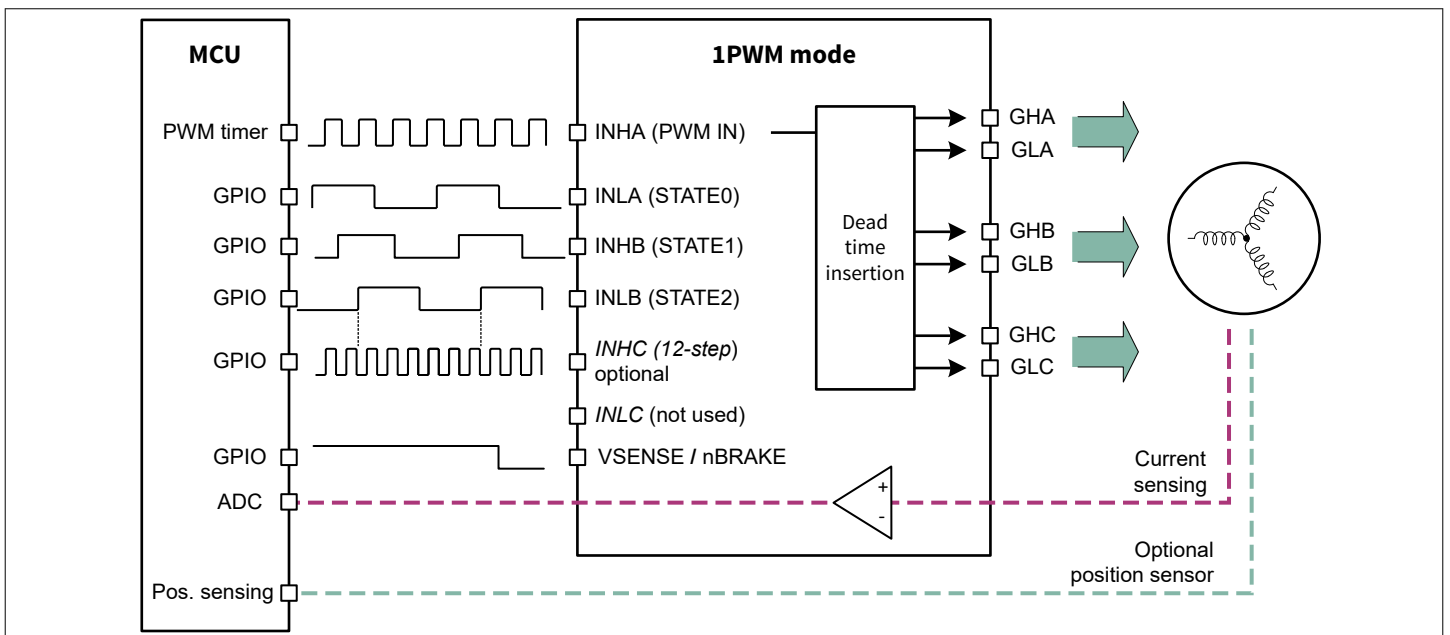 MCU
1PWM mode
PWM timer
INHA (PWM IN)
GHA
GLA
GPIO
INLA (STATE0)
GPIO
INHB (STATE1)
Dead
time
insertion
GHB
GLB
GPIO
INLB (STATE2)
GPIO
INHC (12-step)
optional
GHC
GLC
INLC (not used)
GPIO
VSENSE / nBRAKE
Current
sensing
ADC
+
-
Optional
position sensor
Pos. sensing